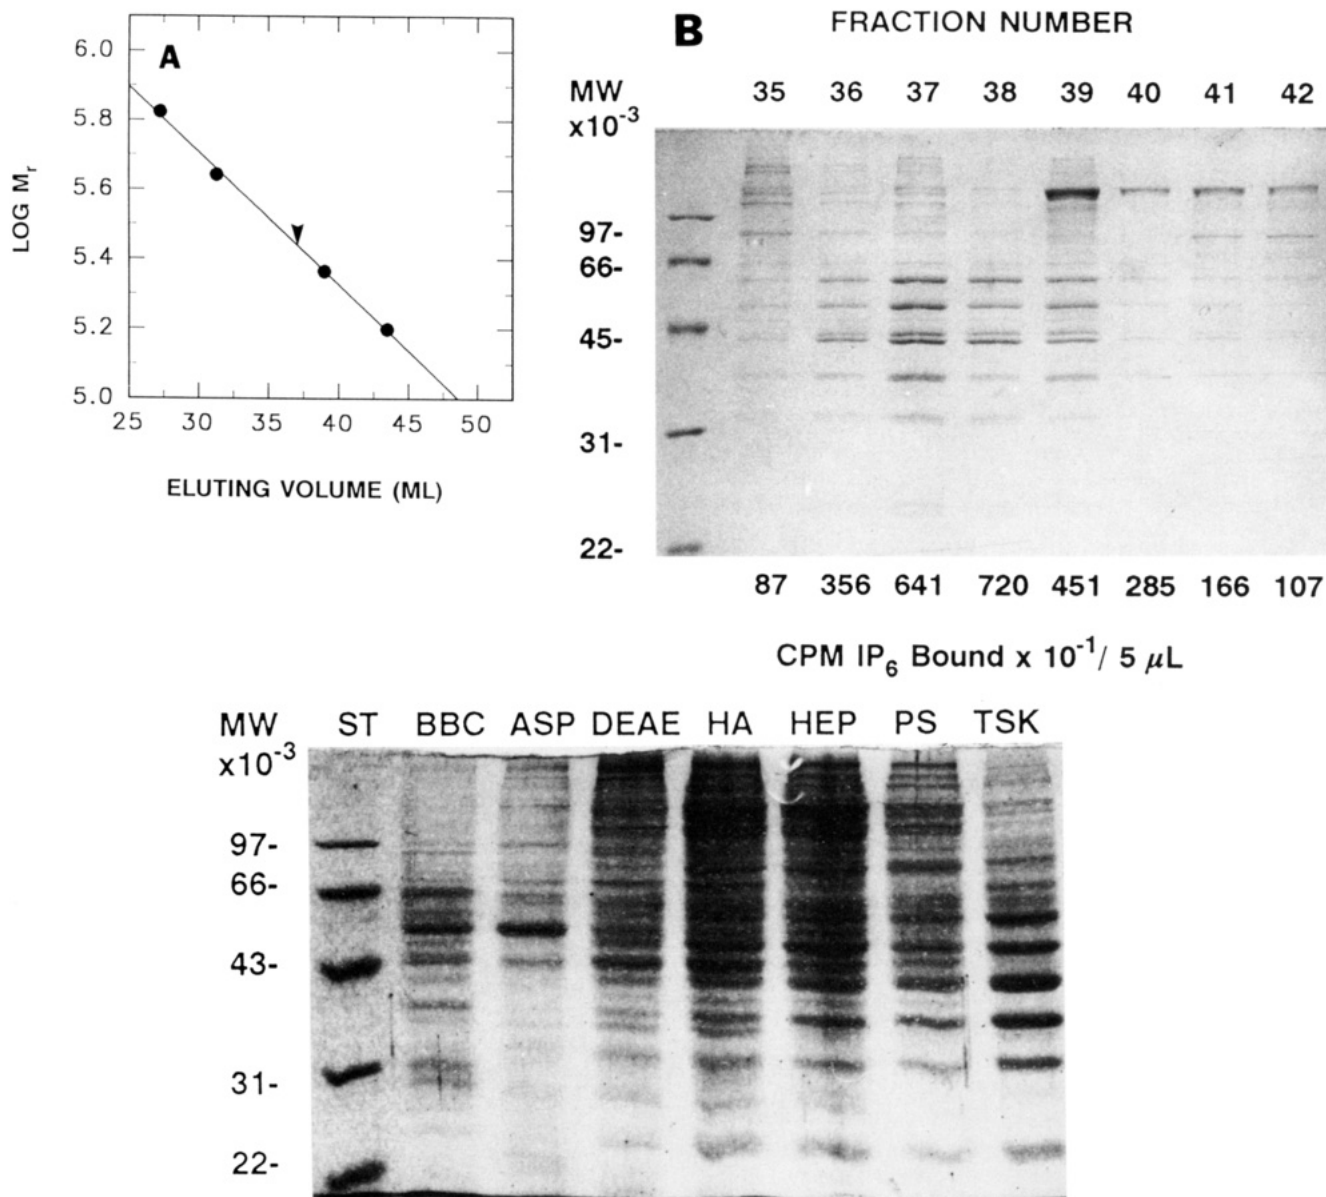 A
LOG Mr
6.0
5.8
5.6
5.4
5.2
5.0
25 30 35 40 45 50
ELUTING VOLUME (ML)
B
FRACTION NUMBER
MW x10-3
35 36 37 38 39 40 41 42
97-
66-
45-
31-
22-
87 356 641 720 451 285 166 107
CPM IP6 Bound x 10-1/ 5 μL
MW x10-3
ST BBC ASP DEAE HA HEP PS TSK
97-
66-
43-
31-
22-